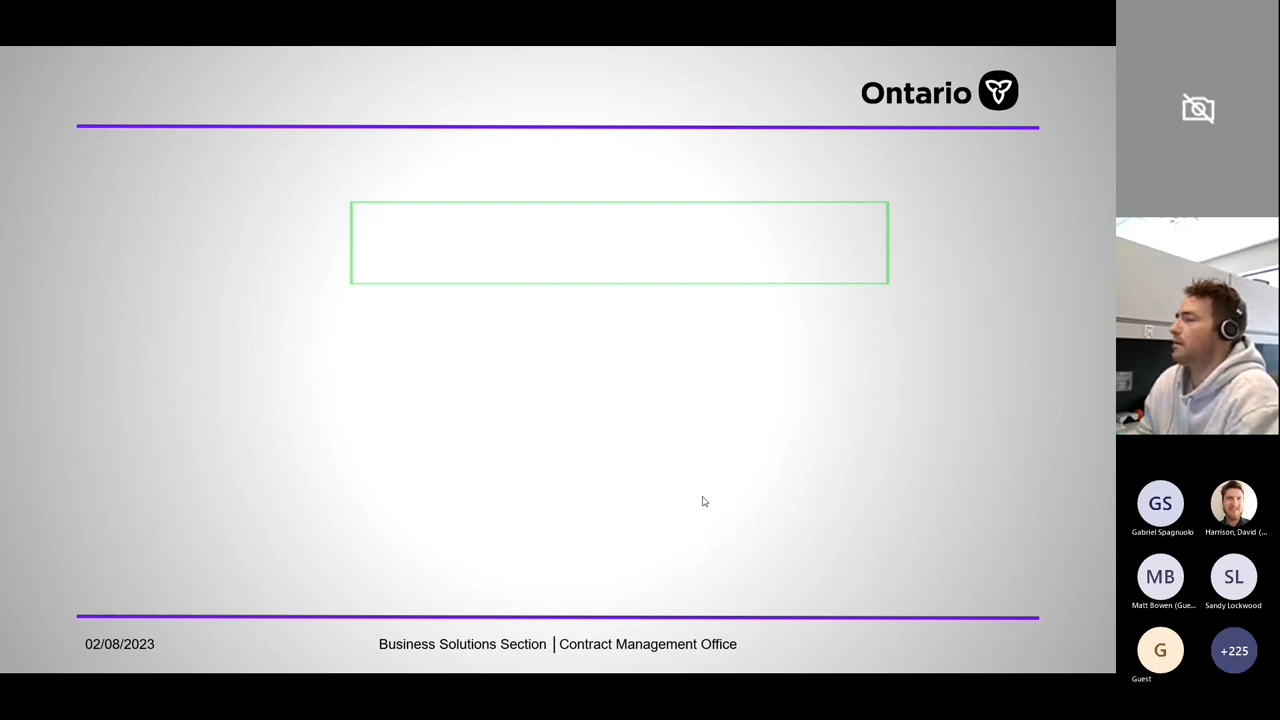 Ontario
02/08/2023
Business Solutions Section | Contract Management Office
GS
Gabriel Spagnuolo
Harrison, David (...
MB
Matt Bowen (Gue...
SL
Sandy Lockwood
G
Guest
+225